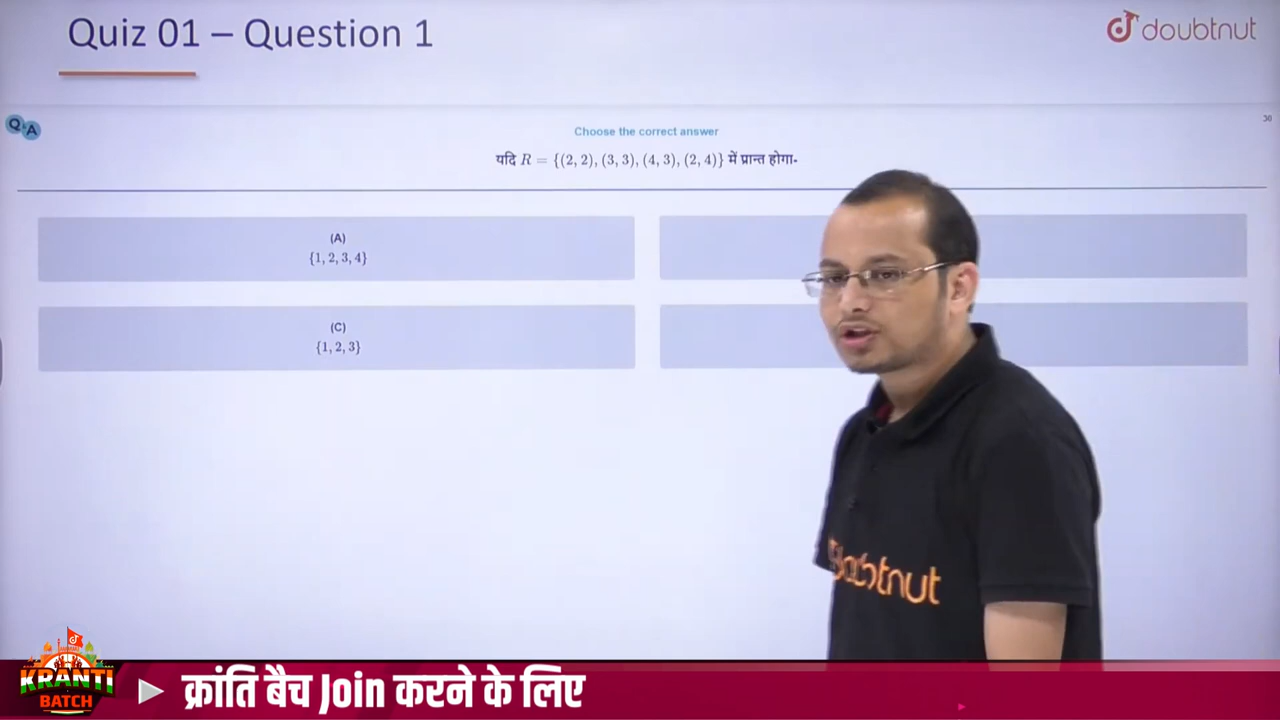 Quiz 01 – Question 1
doubtnut
Q A
30
Choose the correct answer
यदि R = {(2, 2), (3, 3), (4, 3), (2, 4)} में प्रान्त होगा-
(A)
{1, 2, 3, 4}
(C)
{1, 2, 3}
doubtnut
KRANTI
BATCH
क्रांति बैच Join करने के लिए